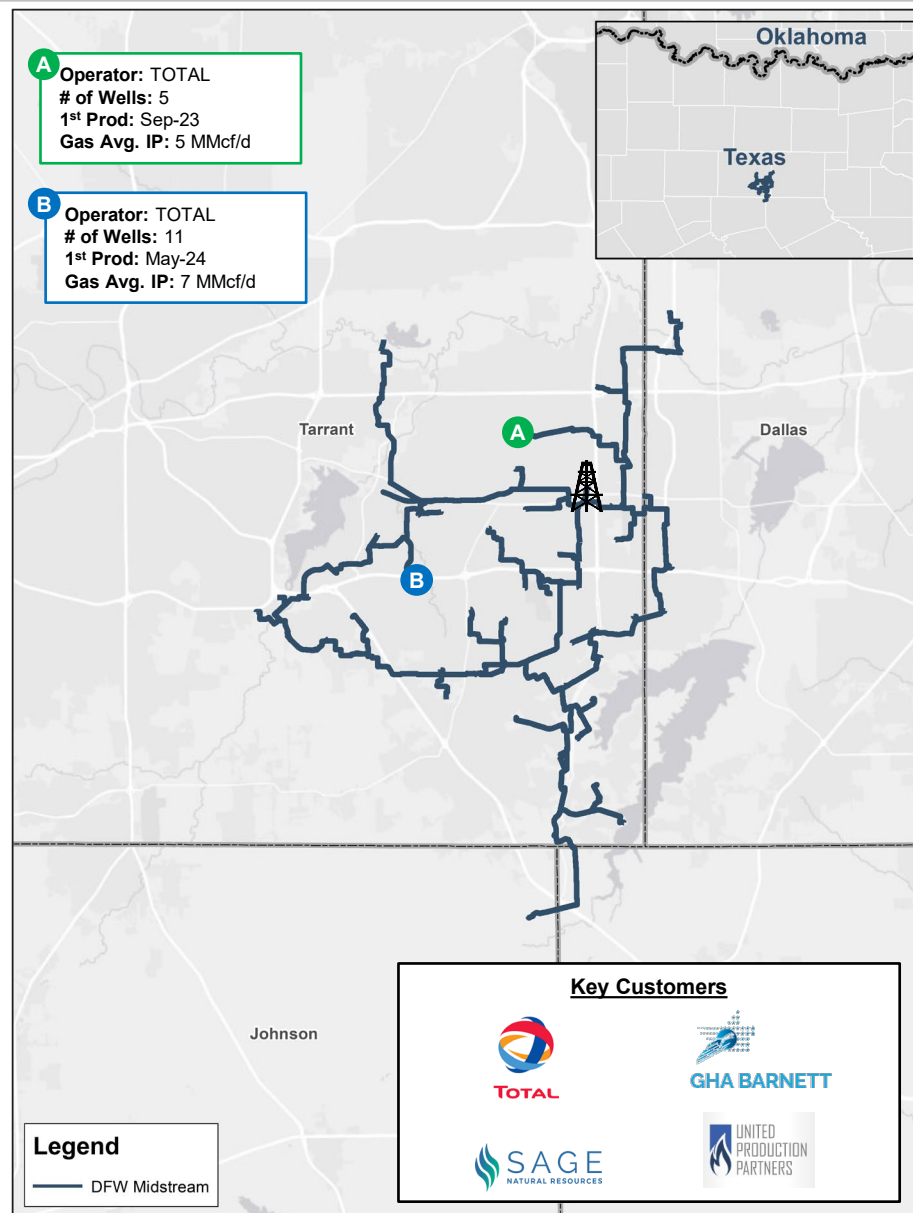 A
Operator: TOTAL
# of Wells: 5
1st Prod: Sep-23
Gas Avg. IP: 5 MMcf/d
B
Operator: TOTAL
# of Wells: 11
1st Prod: May-24
Gas Avg. IP: 7 MMcf/d
Oklahoma
Texas
Tarrant
A
Dallas
B
Johnson
Key Customers
TOTAL
GHA BARNETT
SAGE
NATURAL RESOURCES
UNITED
PRODUCTION
PARTNERS
Legend
DFW Midstream